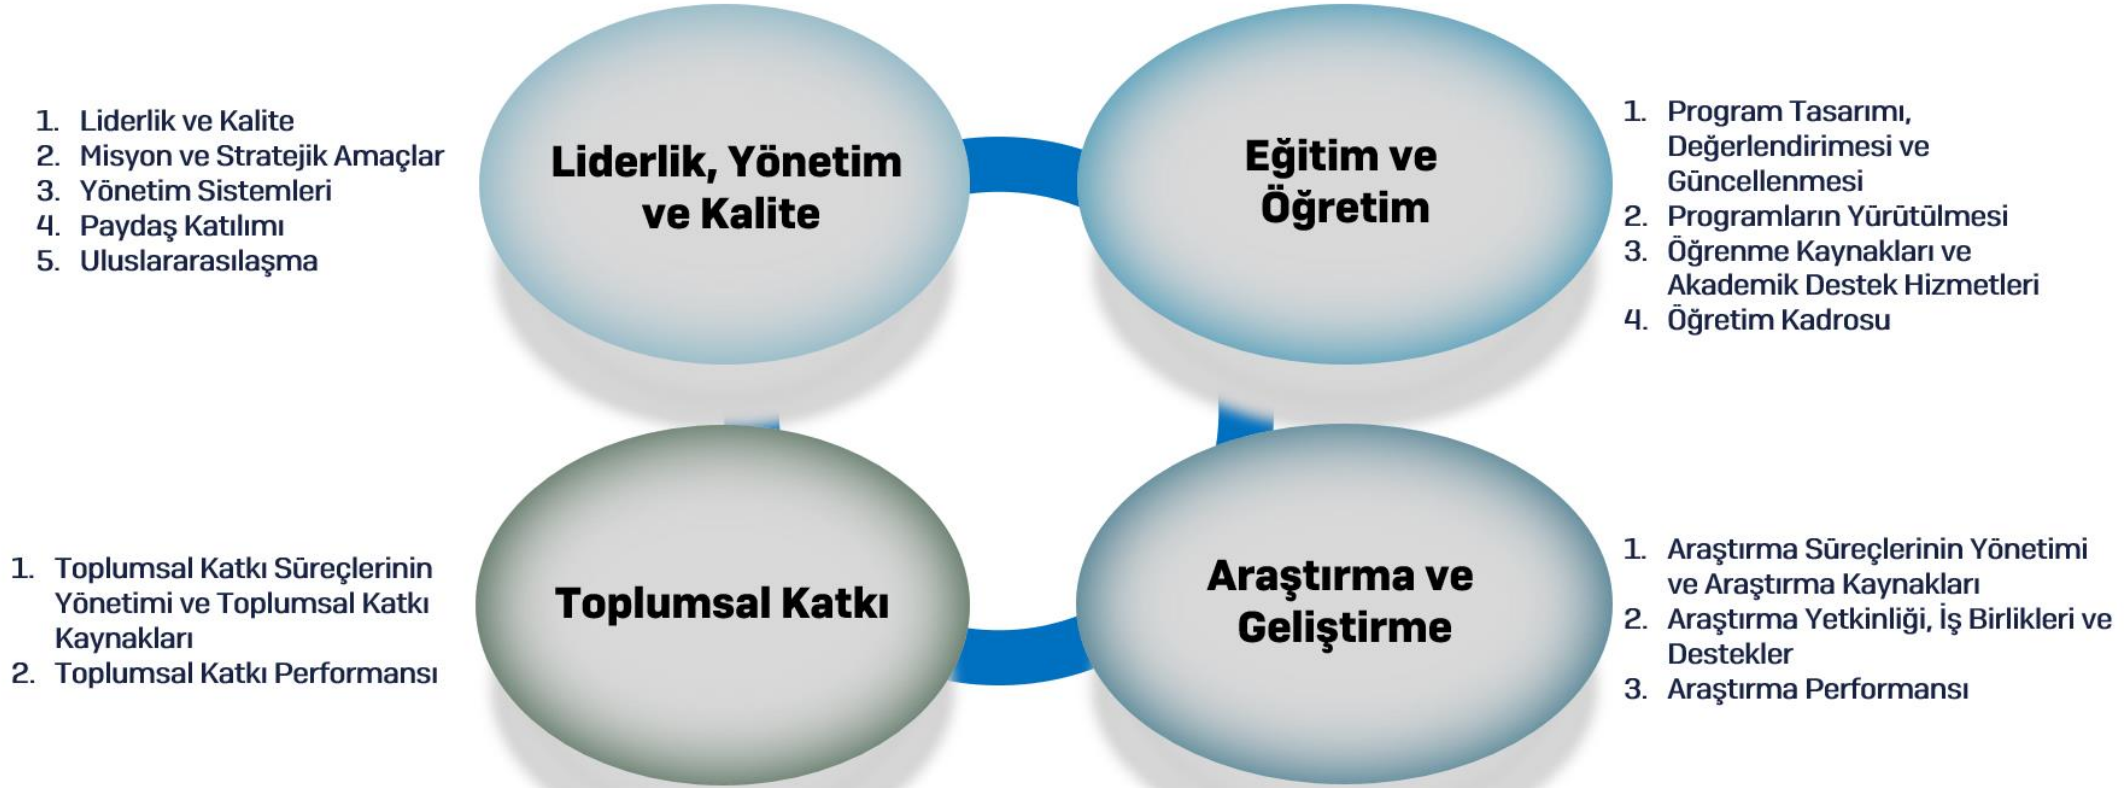 1. Liderlik ve Kalite
2. Misyon ve Stratejik Amaçlar
3. Yönetim Sistemleri
4. Paydaş Katılımı
5. Uluslararasılaşma
Liderlik, Yönetim
ve Kalite
Eğitim ve
Öğretim
1. Program Tasarımı,
Değerlendirimesi ve
Güncellenmesi
2. Programların Yürütülmesi
3. Öğrenme Kaynakları ve
Akademik Destek Hizmetleri
4. Öğretim Kadrosu
1. Toplumsal Katkı Süreçlerinin
Yönetimi ve Toplumsal Katkı
Kaynakları
2. Toplumsal Katkı Performansı
Toplumsal Katkı
Araştırma ve
Geliştirme
1. Araştırma Süreçlerinin Yönetimi
ve Araştırma Kaynakları
2. Araştırma Yetkinliği, İş Birlikleri ve
Destekler
3. Araştırma Performansı